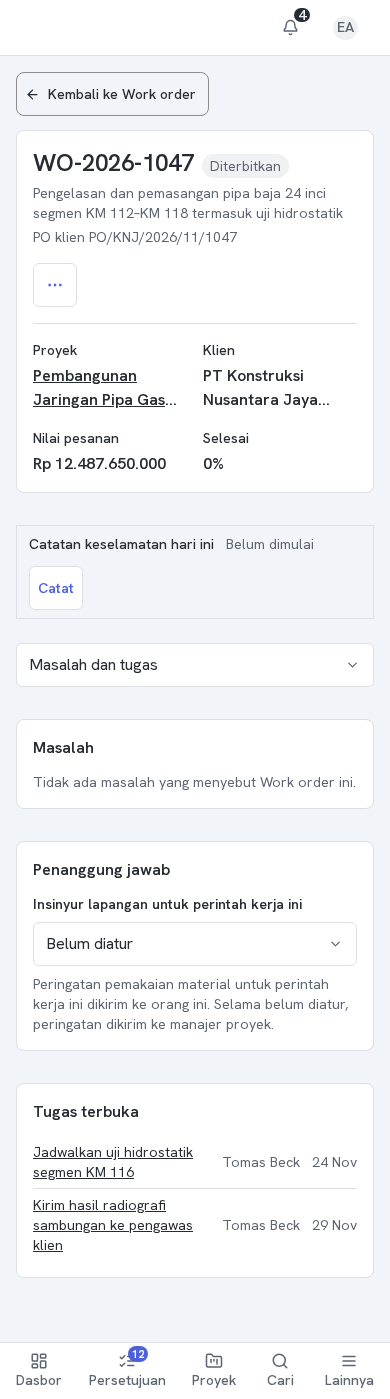 4
EA
Kembali ke Work order
WO-2026-1047 Diterbitkan
Pengelasan dan pemasangan pipa baja 24 inci
segmen KM 112–KM 118 termasuk uji hidrostatik
PO klien PO/KNJ/2026/11/1047
...
Proyek
Pembangunan
Jaringan Pipa Gas...
Klien
PT Konstruksi
Nusantara Jaya...
Nilai pesanan
Rp 12.487.650.000
Selesai
0%
Catatan keselamatan hari ini Belum dimulai
Catat
Masalah dan tugas
Masalah
Tidak ada masalah yang menyebut Work order ini.
Penanggung jawab
Insinyur lapangan untuk perintah kerja ini
Belum diatur
Peringatan pemakaian material untuk perintah
kerja ini dikirim ke orang ini. Selama belum diatur,
peringatan dikirim ke manajer proyek.
Tugas terbuka
Jadwalkan uji hidrostatik
segmen KM 116
Tomas Beck 24 Nov
Kirim hasil radiografi
sambungan ke pengawas
klien
Tomas Beck 29 Nov
12
Dasbor Persetujuan Proyek Cari Lainnya